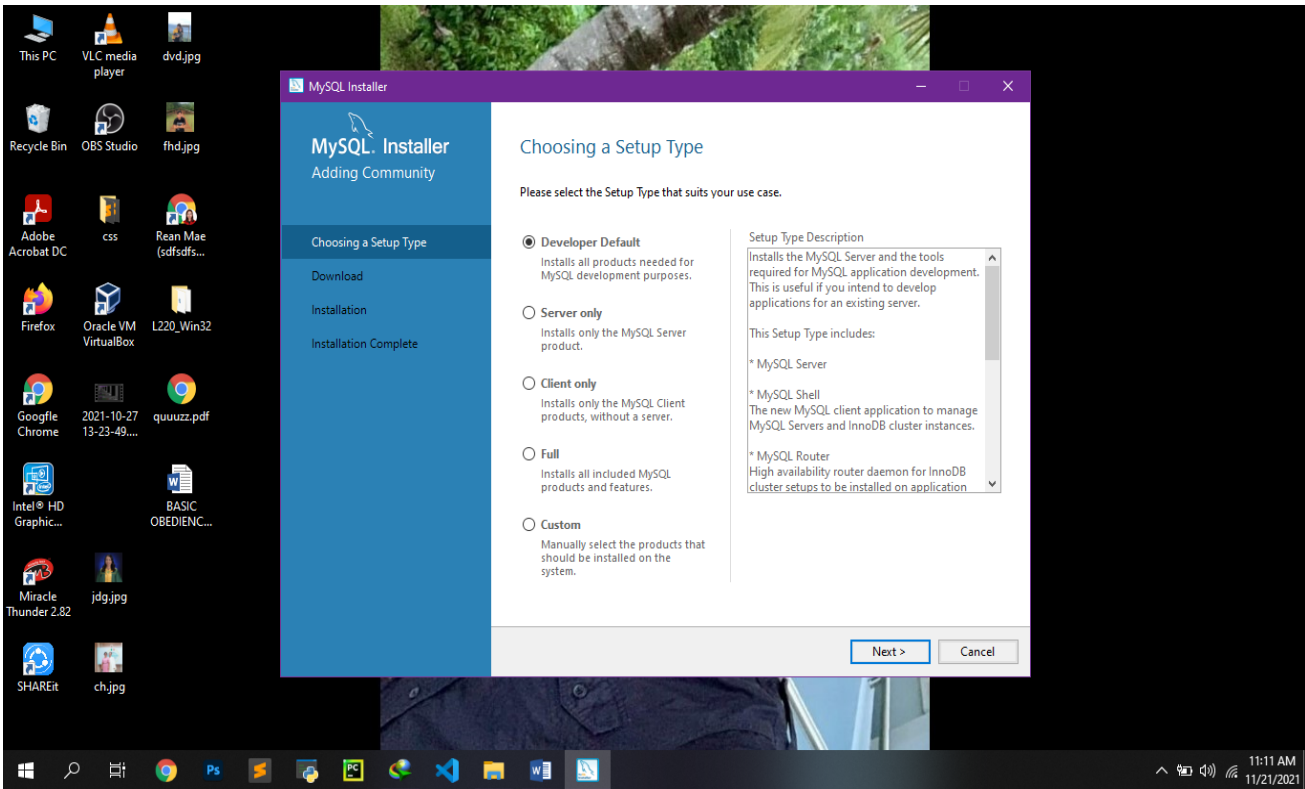 This PC
VLC media
player
dvd.jpg
Recycle Bin
OBS Studio
fhd.jpg
Adobe
Acrobat DC
css
Rean Mae
(sdfsdfs...
Firefox
Oracle VM
VirtualBox
L220_Win32
Googfle
Chrome
2021-10-27
13-23-49....
quuuzz.pdf
Intel® HD
Graphic...
BASIC
OBEDIENC...
Miracle
Thunder 2.82
jdg.jpg
SHAREit
ch.jpg
MySQL Installer
MySQL. Installer
Adding Community
Choosing a Setup Type
Download
Installation
Installation Complete
Choosing a Setup Type
Please select the Setup Type that suits your use case.
Developer Default
Installs all products needed for
MySQL development purposes.
Server only
Installs only the MySQL Server
product.
Client only
Installs only the MySQL Client
products, without a server.
Full
Installs all included MySQL
products and features.
Custom
Manually select the products that
should be installed on the
system.
Setup Type Description
Installs the MySQL Server and the tools
required for MySQL application development.
This is useful if you intend to develop
applications for an existing server.
This Setup Type includes:
* MySQL Server
* MySQL Shell
The new MySQL client application to manage
MySQL Servers and InnoDB cluster instances.
* MySQL Router
High availability router daemon for InnoDB
cluster setups to be installed on application
Next >
Cancel
Ps
PC
11:11 AM
11/21/2021